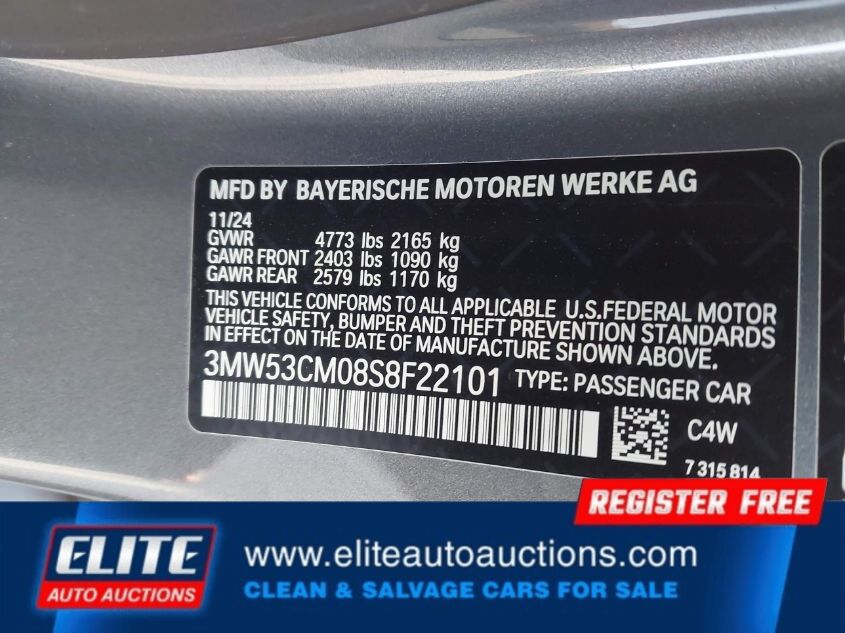 MFD BY BAYERISCHE MOTOREN WERKE AG
11/24
GVWR 4773 lbs 2165 kg
GAWR FRONT 2403 lbs 1090 kg
GAWR REAR 2579 lbs 1170 kg
THIS VEHICLE CONFORMS TO ALL APPLICABLE U.S.FEDERAL MOTOR
VEHICLE SAFETY, BUMPER AND THEFT PREVENTION STANDARDS
IN EFFECT ON THE DATE OF MANUFACTURE SHOWN ABOVE.
3MW53CM08S8F22101 TYPE: PASSENGER CAR
C4W
7 315 814
REGISTER FREE
ELITE
AUTO AUCTIONS
www.eliteautoauctions.com
CLEAN & SALVAGE CARS FOR SALE